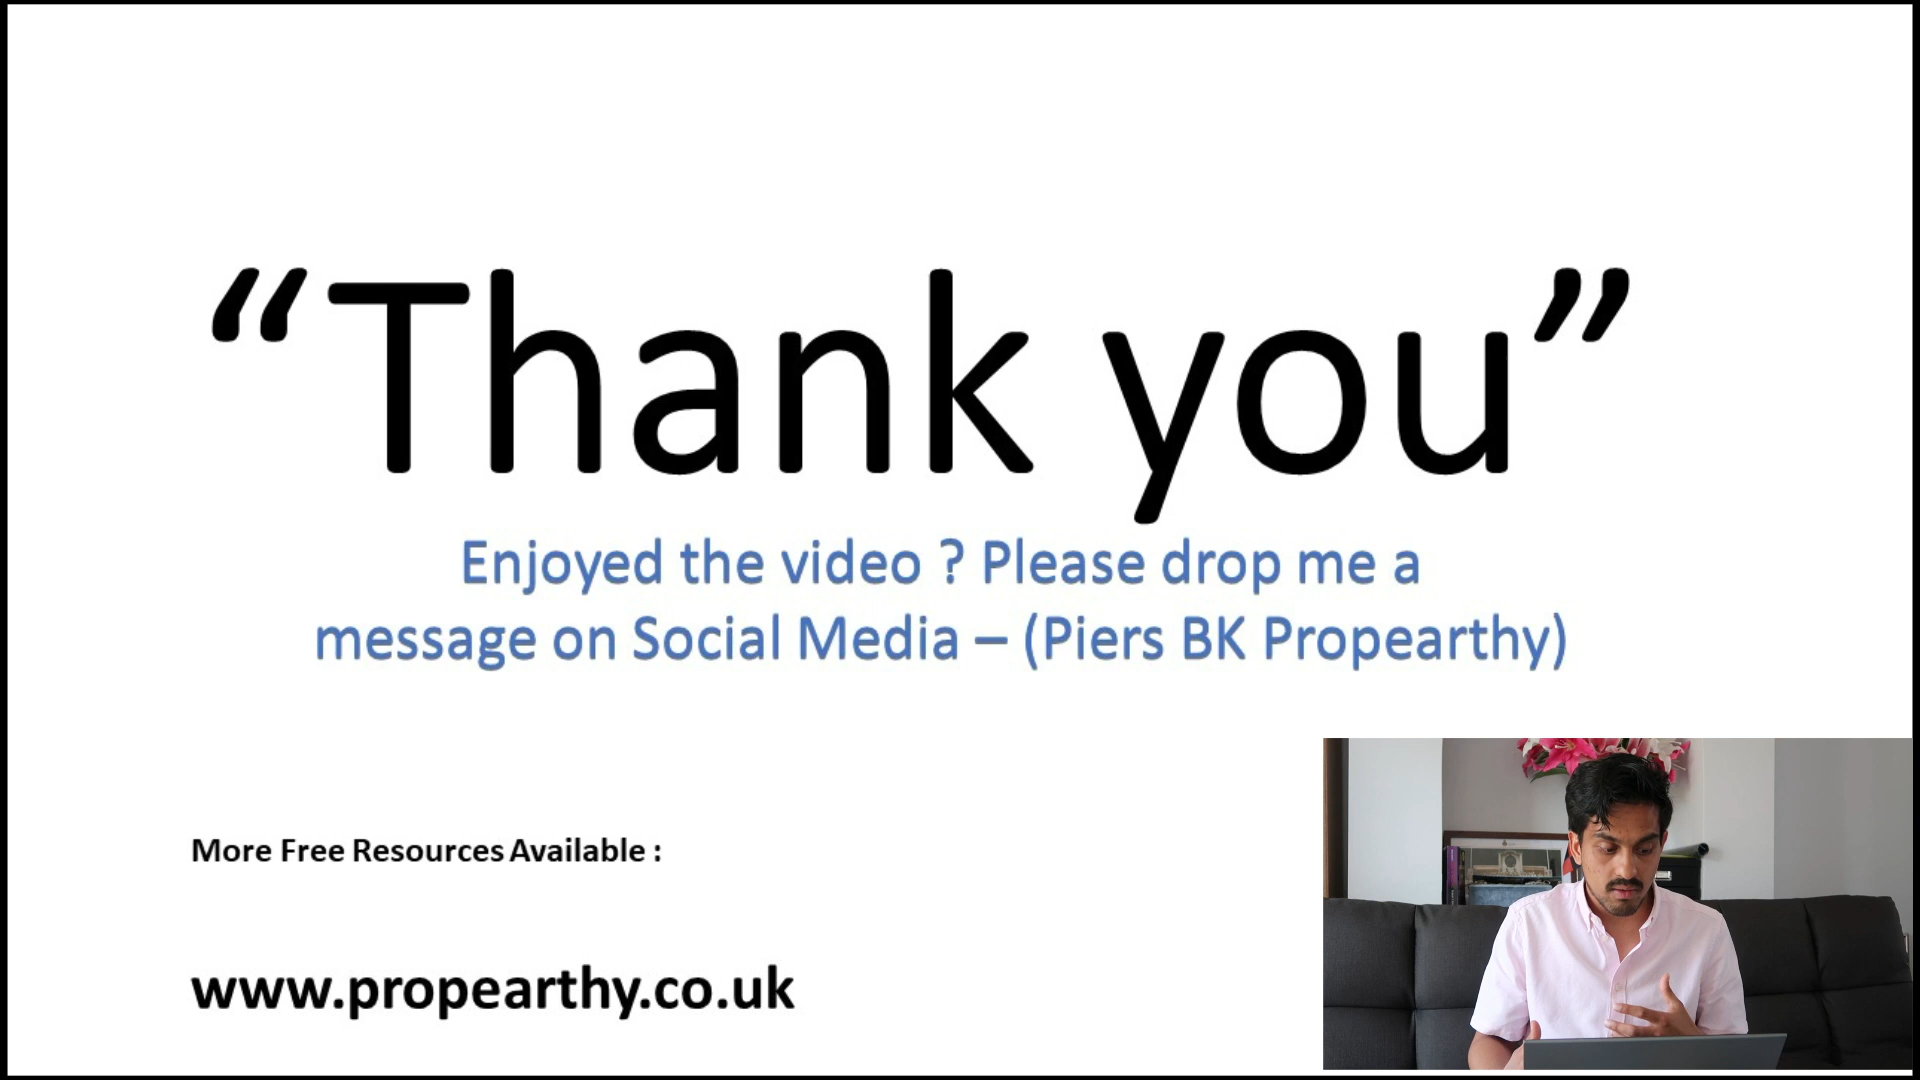 “Thank you”
Enjoyed the video ? Please drop me a
message on Social Media – (Piers BK Propearthy)
More Free Resources Available :
www.propearthy.co.uk